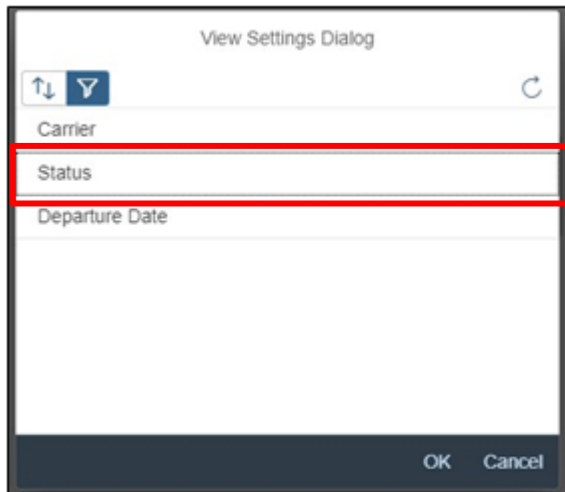 View Settings Dialog
Carrier
Status
Departure Date
OK Cancel